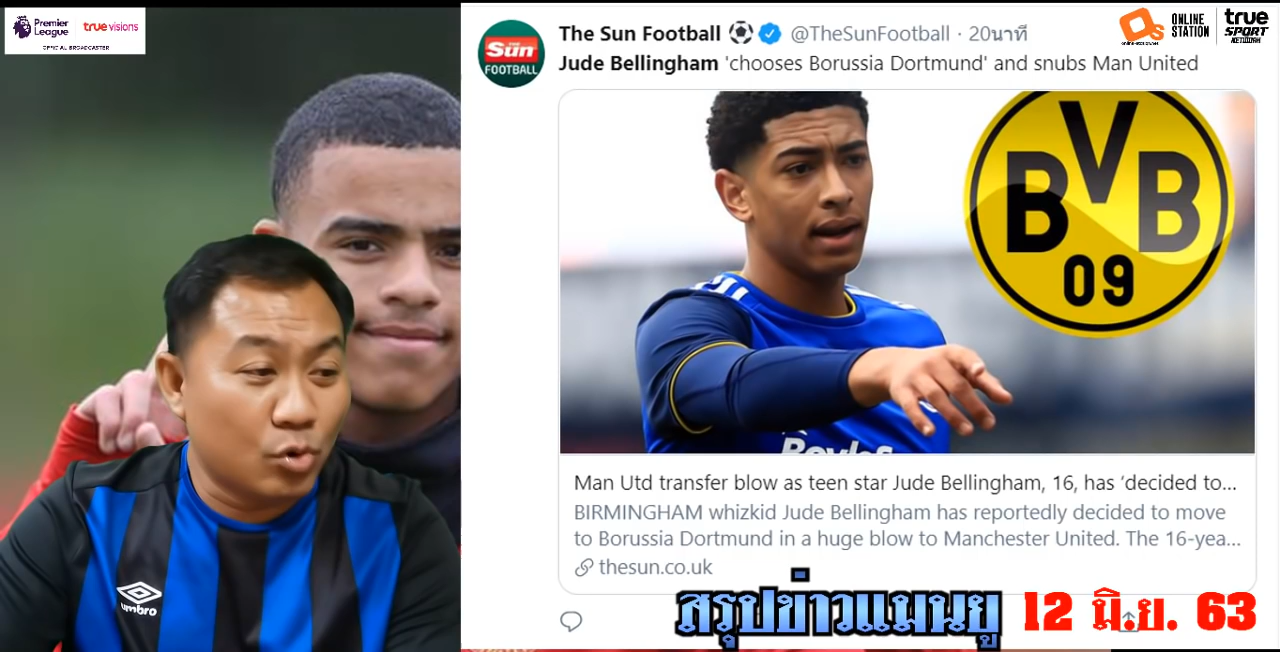 Premier
League
truevisions
OFFICIAL BROADCASTER
The Sun Football ⚽ @TheSunFootball · 20นาที
Jude Bellingham 'chooses Borussia Dortmund' and snubs Man United
THE
Sun
FOOTBALL
Os
ONLINE
STATION
true
SPORT
NETWORK
BVB
09
umbro
Man Utd transfer blow as teen star Jude Bellingham, 16, has ‘decided to...
BIRMINGHAM whizkid Jude Bellingham has reportedly decided to move
to Borussia Dortmund in a huge blow to Manchester United. The 16-yea...
thesun.co.uk
สรุปข่าวแมนยู 12 มิ.ย. 63